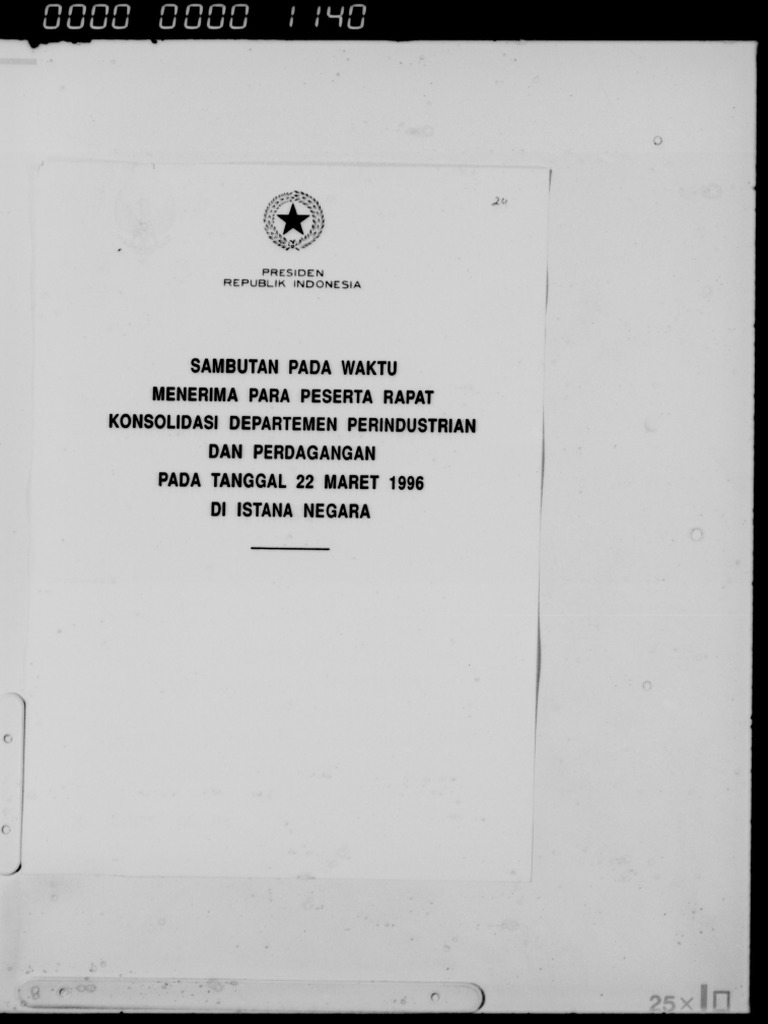 0000 0000 1140
24
PRESIDEN
REPUBLIK INDONESIA
SAMBUTAN PADA WAKTU
MENERIMA PARA PESERTA RAPAT
KONSOLIDASI DEPARTEMEN PERINDUSTRIAN
DAN PERDAGANGAN
PADA TANGGAL 22 MARET 1996
DI ISTANA NEGARA
25×